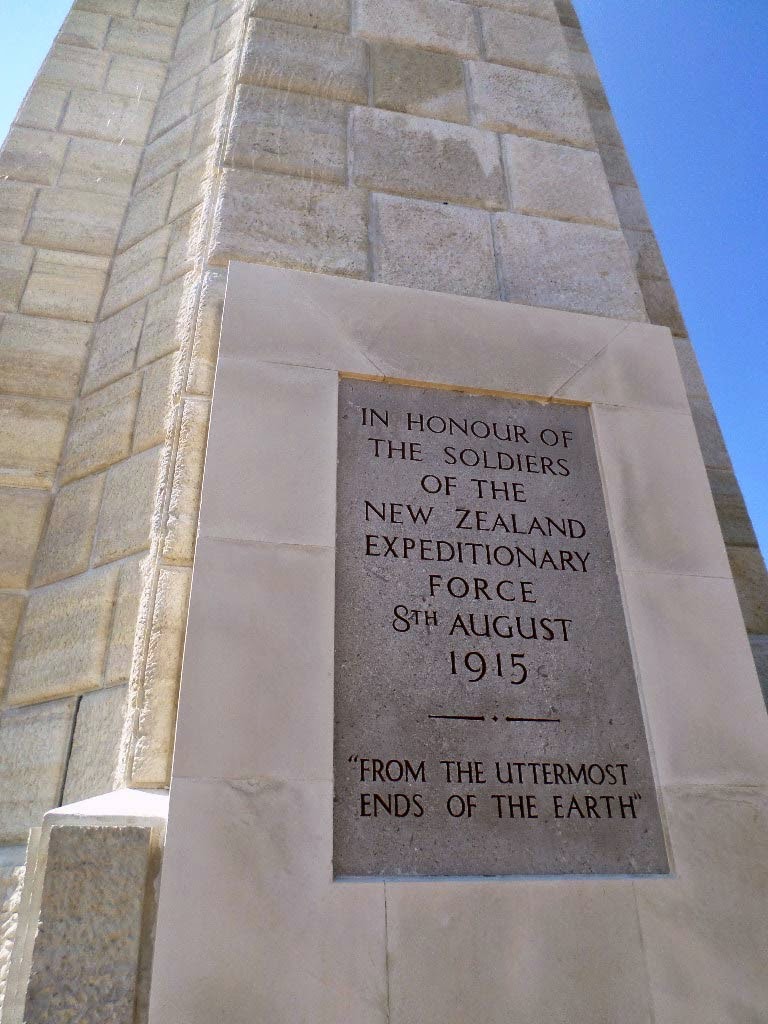 IN HONOUR OF
THE SOLDIERS
OF THE
NEW ZEALAND
EXPEDITIONARY
FORCE
8TH AUGUST
1915
"FROM THE UTTERMOST
ENDS OF THE EARTH"